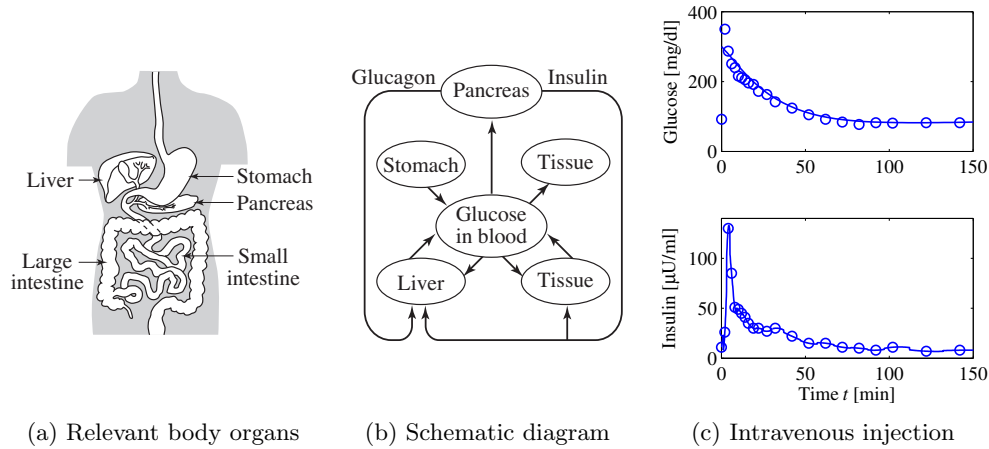 Liver
Stomach
Pancreas
Large
intestine
Small
intestine
(a) Relevant body organs
Glucagon
Insulin
Pancreas
Stomach
Tissue
Glucose
in blood
Liver
Tissue
(b) Schematic diagram
Glucose [mg/dl]
400
200
0
0 50 100 150
Insulin [µU/ml]
100
50
0
0 50 100 150
Time t [min]
(c) Intravenous injection